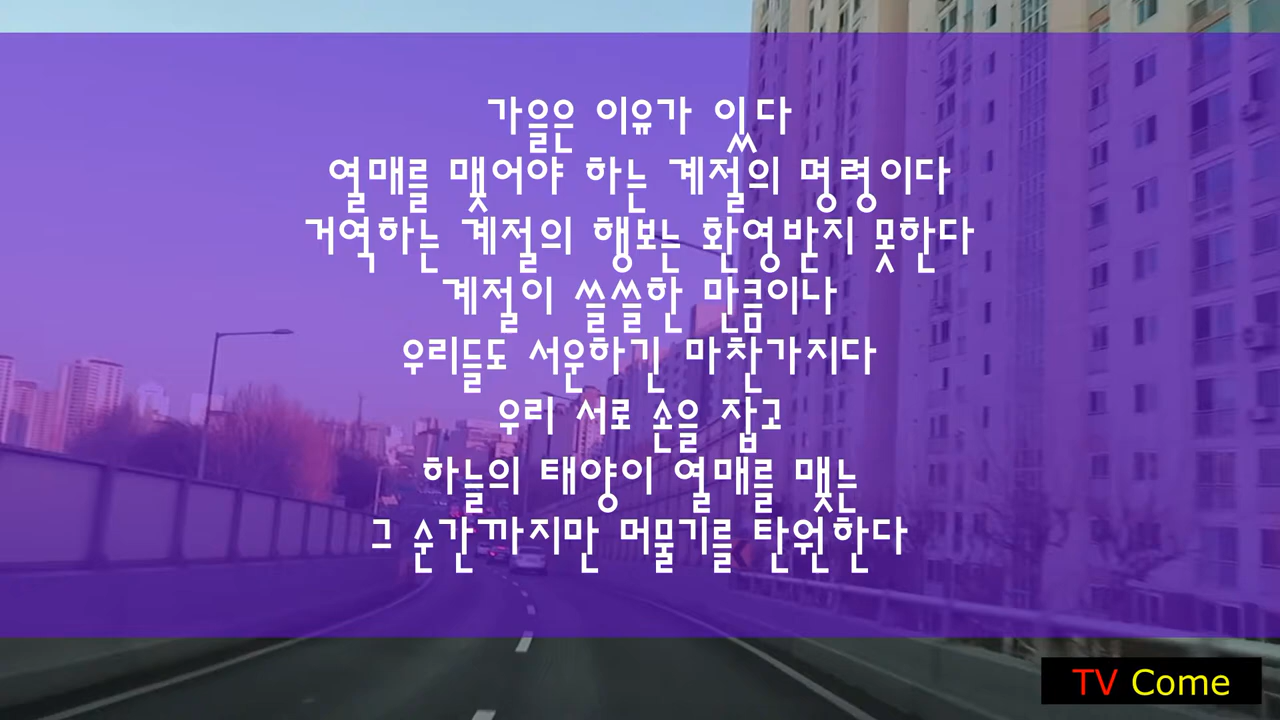 가을은 이유가 있다
열매를 맺어야 하는 계절의 명령이다
거역하는 계절의 행보는 환영받지 못한다
계절이 쓸쓸한 만큼이나
우리들도 서운하긴 마찬가지다
우리 서로 손을 잡고
하늘의 태양이 열매를 맺는
그 순간까지만 머물기를 탄원한다
TV Come